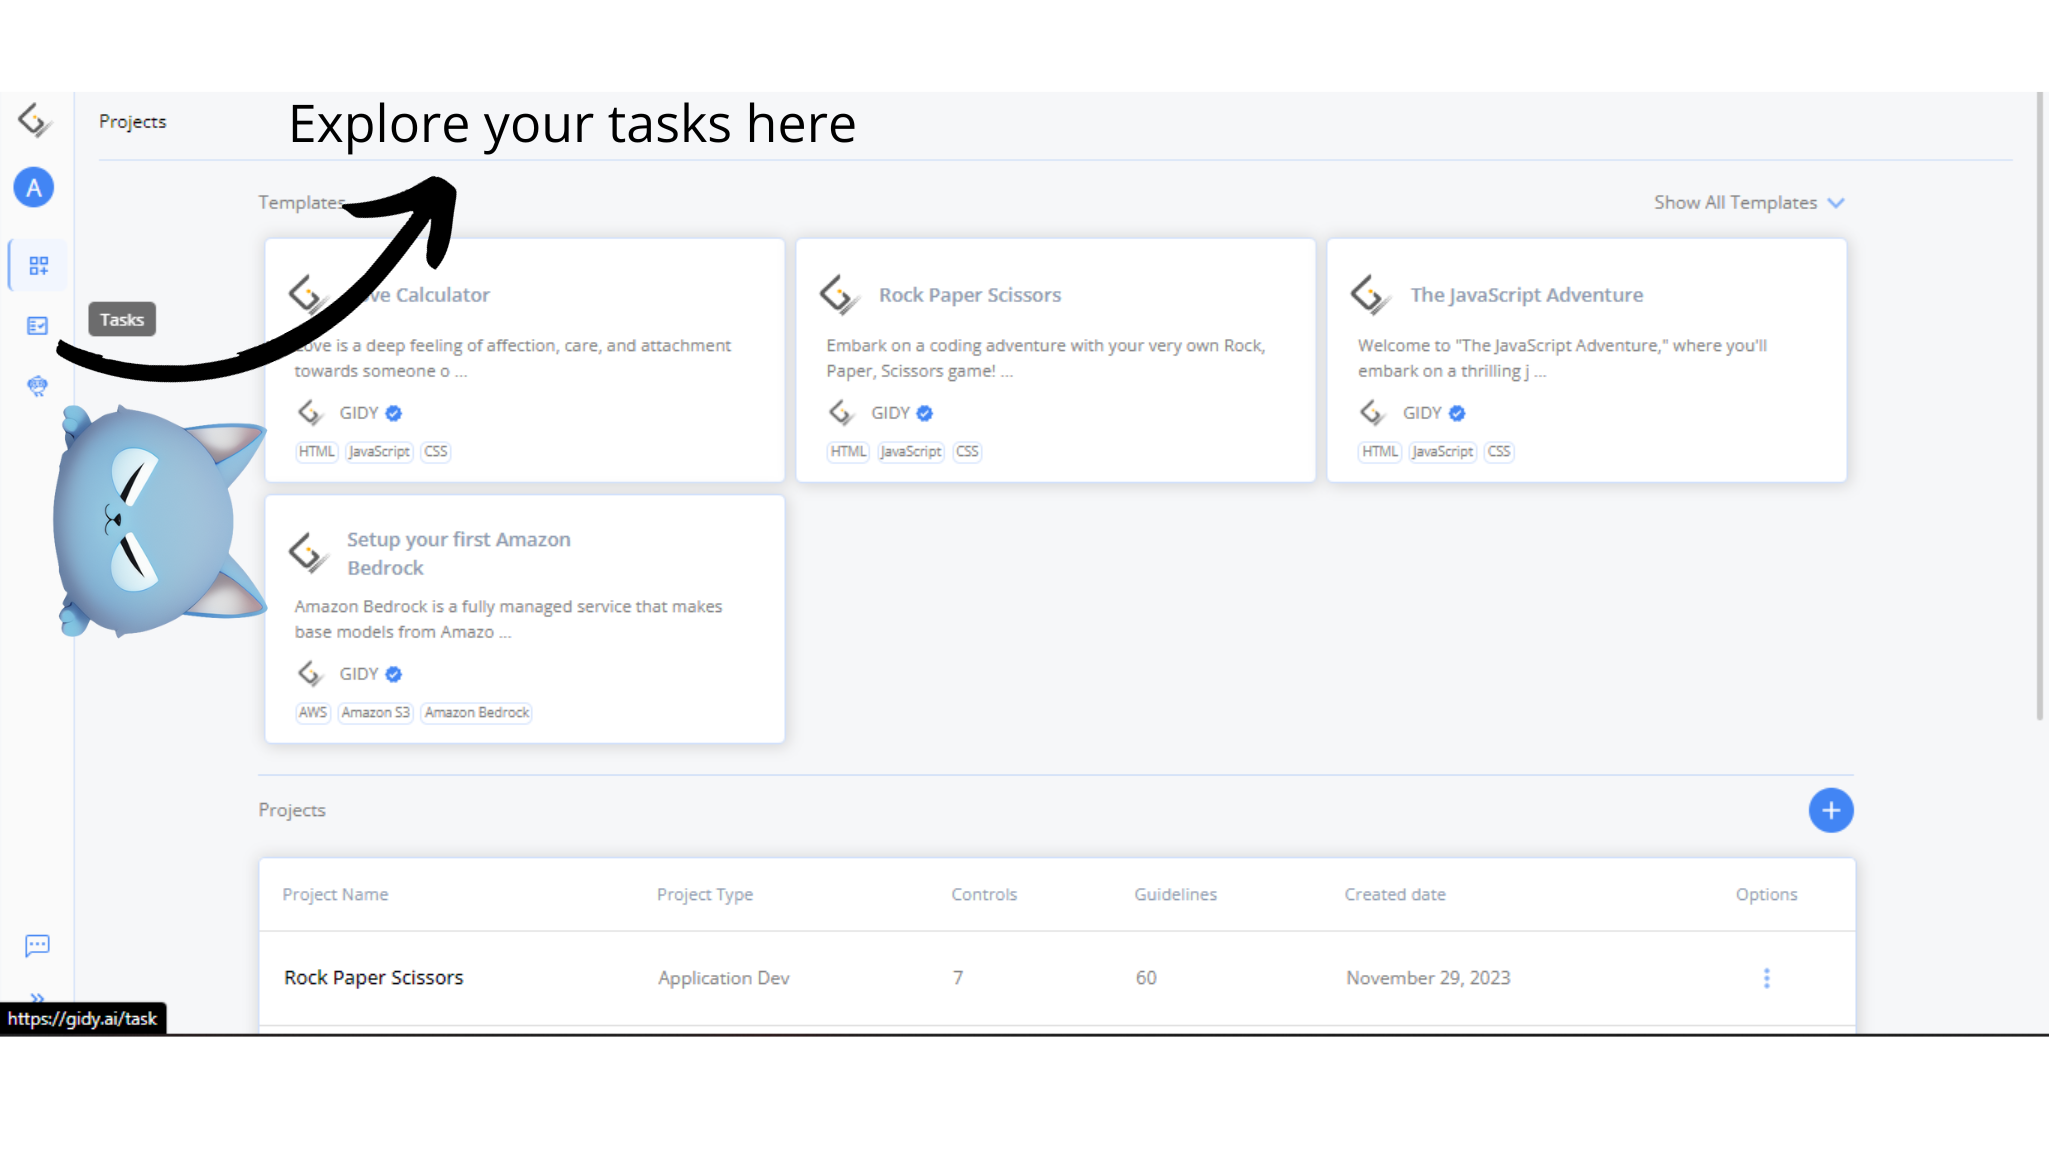 Projects
Explore your tasks here
A
Templates
Show All Templates
Calculator
Rock Paper Scissors
The JavaScript Adventure
Tasks
Love is a deep feeling of affection, care, and attachment
towards someone o ...
Embark on a coding adventure with your very own Rock,
Paper, Scissors game! ...
Welcome to "The JavaScript Adventure," where you'll
embark on a thrilling j ...
GIDY
GIDY
GIDY
HTML JavaScript CSS
HTML JavaScript CSS
HTML JavaScript CSS
Setup your first Amazon
Bedrock
Amazon Bedrock is a fully managed service that makes
base models from Amazo ...
GIDY
AWS Amazon S3 Amazon Bedrock
Projects
Project Name Project Type Controls Guidelines Created date Options
Rock Paper Scissors Application Dev 7 60 November 29, 2023
https://gidy.ai/task